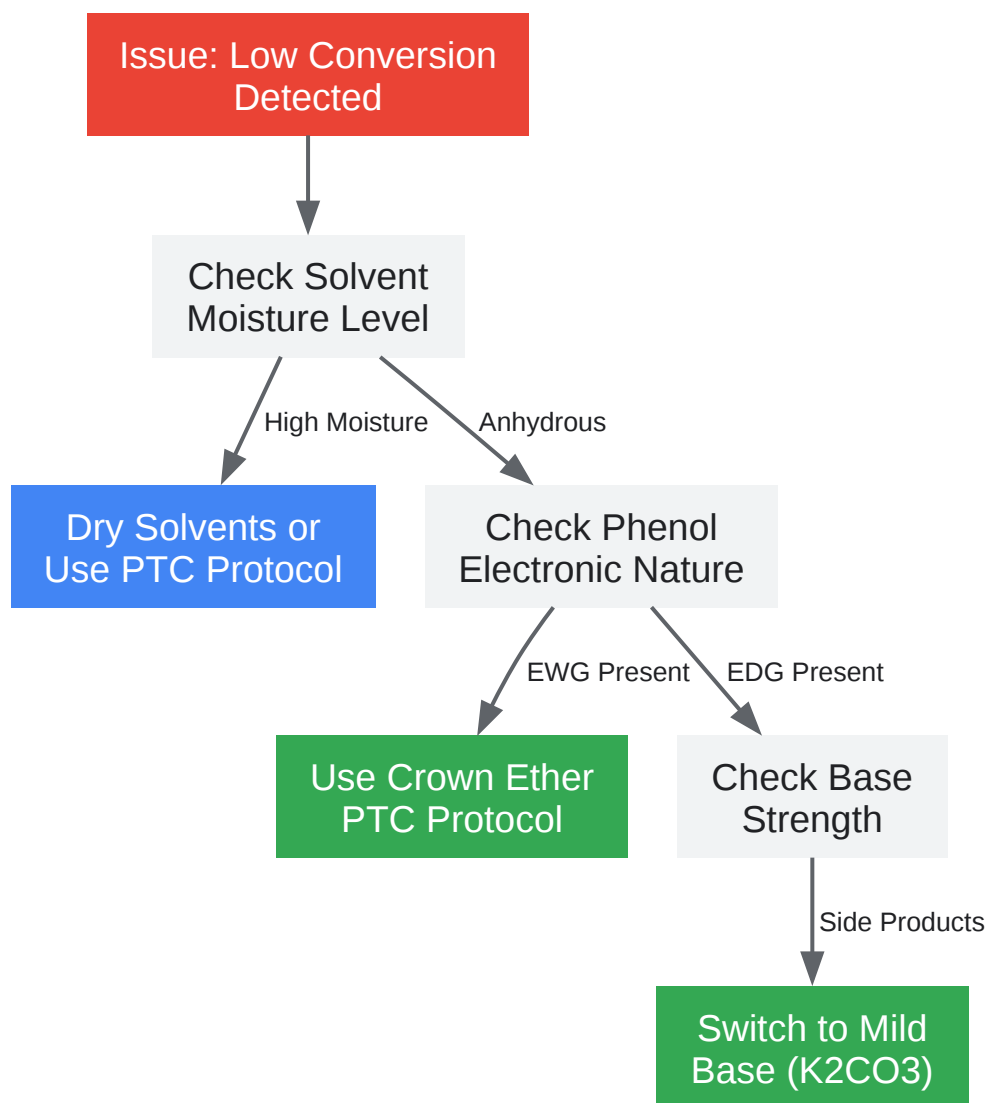 Issue: Low Conversion
Detected
Check Solvent
Moisture Level
High Moisture
Anhydrous
Dry Solvents or
Use PTC Protocol
Check Phenol
Electronic Nature
EWG Present
EDG Present
Use Crown Ether
PTC Protocol
Check Base
Strength
Side Products
Switch to Mild
Base (K2CO3)